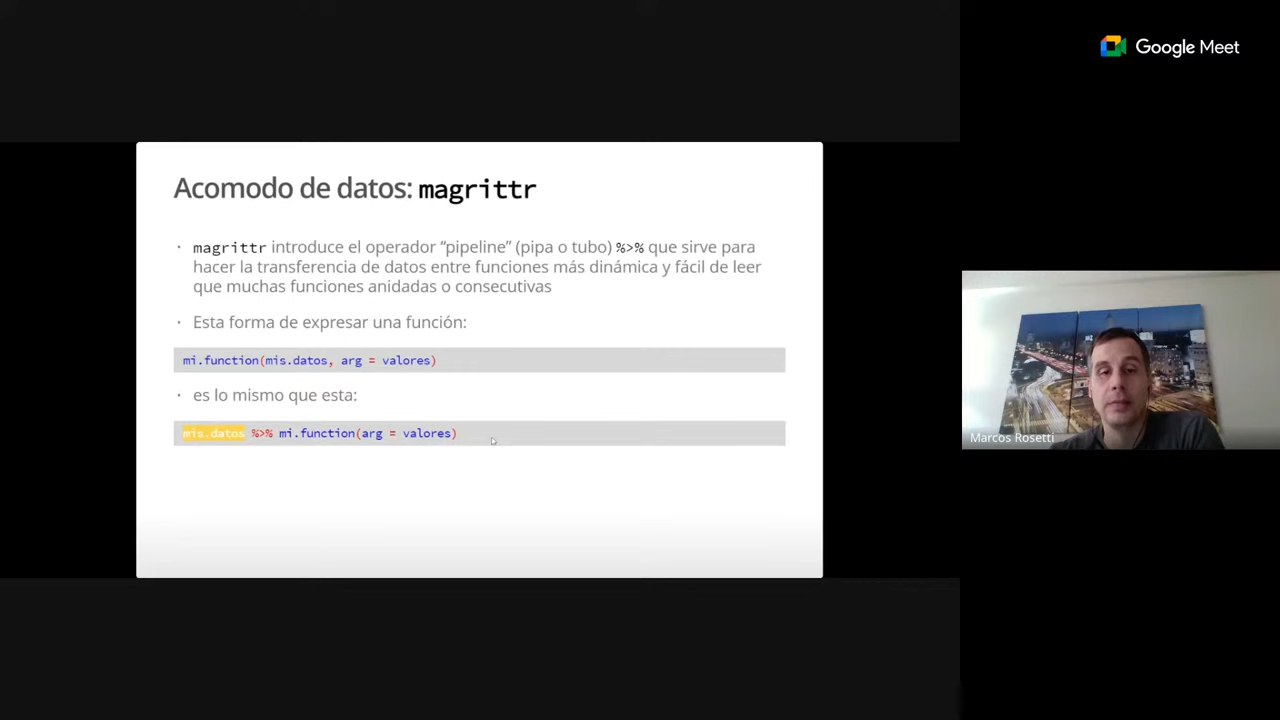 Google Meet
Acomodo de datos: magrittr
· magrittr introduce el operador “pipeline” (pipa o tubo) %>% que sirve para
hacer la transferencia de datos entre funciones más dinámica y fácil de leer
que muchas funciones anidadas o consecutivas
· Esta forma de expresar una función:
mi.function(mis.datos, arg = valores)
· es lo mismo que esta:
mis.datos %>% mi.function(arg = valores)
Marcos Rosetti